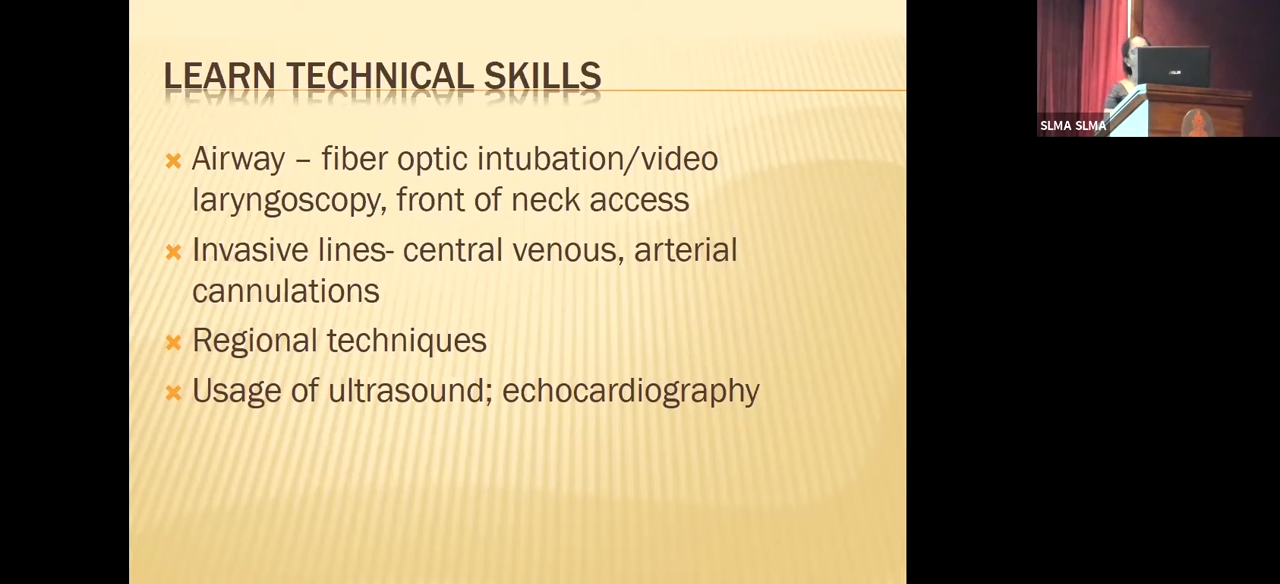 LEARN TECHNICAL SKILLS
Airway – fiber optic intubation/video
laryngoscopy, front of neck access
Invasive lines- central venous, arterial
cannulations
Regional techniques
Usage of ultrasound; echocardiography
SLMA SLMA